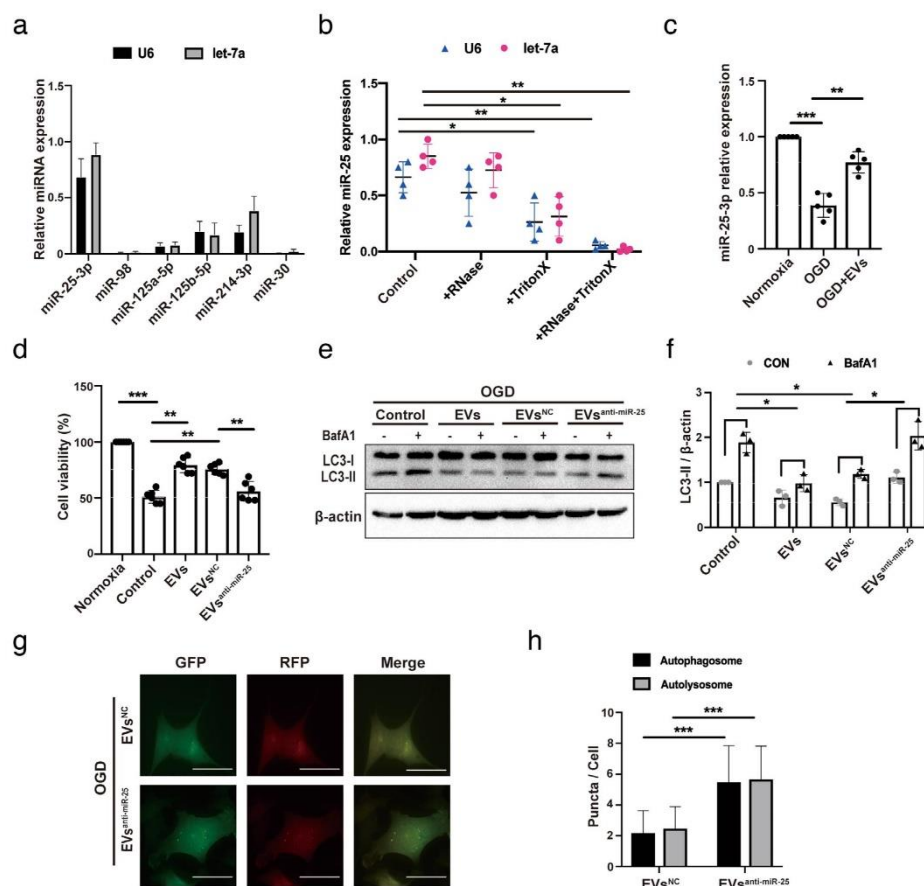 a
U6
let-7a
Relative miRNA expression
1.5
1.0
0.5
0.0
miR-25-3p
miR-98
miR-125a-5p
miR-125b-5p
miR-214-3p
miR-30
b
U6
let-7a
Relative miR-25 expression
1.5
1.0
0.5
0.0
**
*
**
*
Control
+RNase
+TritonX
+RNase+TritonX
c
miR-25-3p relative expression
1.5
1.0
0.5
0.0
***
**
Normoxia
OGD
OGD+EVs
d
Cell viability (%)
150
100
50
0
***
**
**
**
Normoxia
Control
EVs
EVsNC
EVsanti-miR-25
e
OGD
Control EVs EVsNC EVsanti-miR-25
BafA1 - + - + - + - +
LC3-I
LC3-II
β-actin
f
CON
BafA1
LC3-II / β-actin
3
2
1
0
*
*
*
Control
EVs
EVsNC
EVsanti-miR-25
g
GFP RFP Merge
OGD
EVsNC
EVsanti-miR-25
h
Autophagosome
Autolysosome
Puncta / Cell
10
8
6
4
2
0
***
***
EVsNC
EVsanti-miR-25